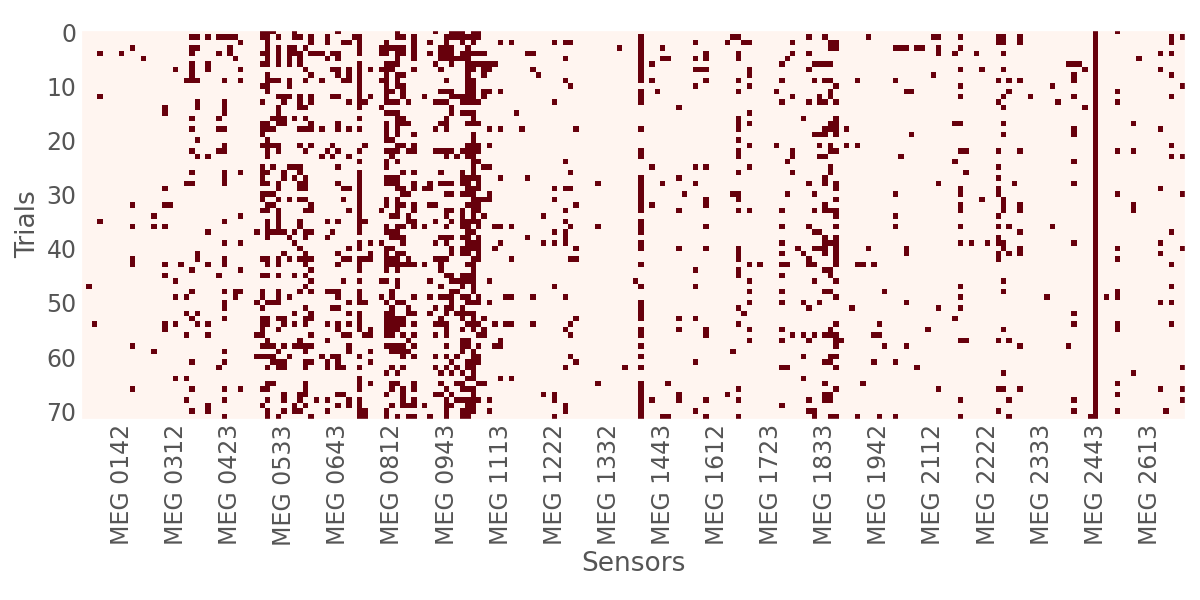 0
10
20
30
40
50
60
70
Trials
MEG 0142
MEG 0312
MEG 0423
MEG 0533
MEG 0643
MEG 0812
MEG 0943
MEG 1113
MEG 1222
MEG 1332
MEG 1443
MEG 1612
MEG 1723
MEG 1833
MEG 1942
MEG 2112
MEG 2222
MEG 2333
MEG 2443
MEG 2613
Sensors